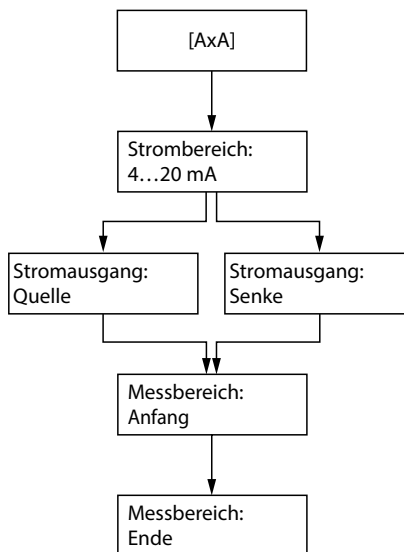 [AxA]
Strombereich:
4…20 mA
Stromausgang:
Quelle
Stromausgang:
Senke
Messbereich:
Anfang
Messbereich:
Ende